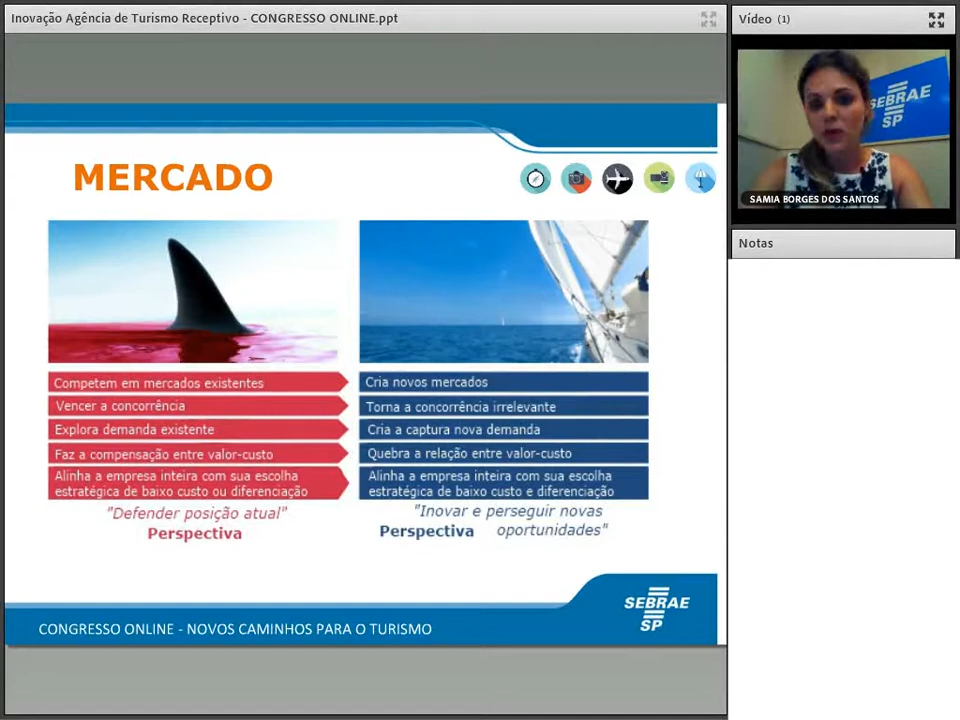 Inovação Agência de Turismo Receptivo - CONGRESSO ONLINE.ppt
MERCADO
Competem em mercados existentes
Vencer a concorrência
Explora demanda existente
Faz a compensação entre valor-custo
Alinha a empresa inteira com sua escolha
estratégica de baixo custo ou diferenciação
"Defender posição atual"
Perspectiva
Cria novos mercados
Torna a concorrência irrelevante
Cria a captura nova demanda
Quebra a relação entre valor-custo
Alinha a empresa inteira com sua escolha
estratégica de baixo custo e diferenciação
"Inovar e perseguir novas
Perspectiva oportunidades"
CONGRESSO ONLINE - NOVOS CAMINHOS PARA O TURISMO
SEBRAE
SP
Vídeo (1)
SEBRAE
SP
SAMIA BORGES DOS SANTOS
Notas